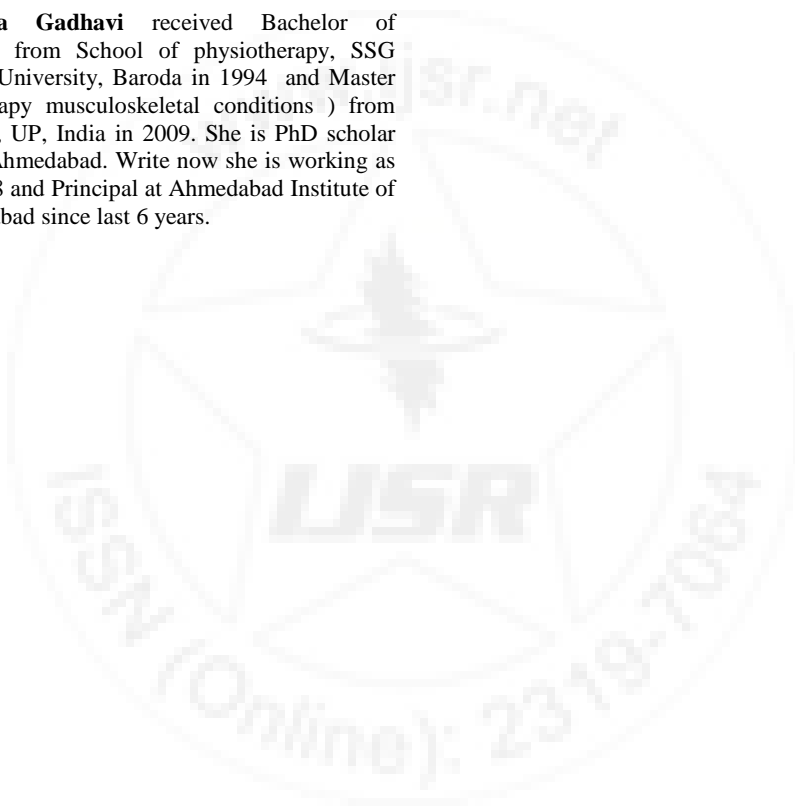 a Gadhavi received Bachelor of
from School of physiotherapy, SSG
University, Baroda in 1994 and Master
apy musculoskeletal conditions ) from
, UP, India in 2009. She is PhD scholar
Ahmedabad. Write now she is working as
8 and Principal at Ahmedabad Institute of
bad since last 6 years.
www.ijsr.net
IJSR
ISSN (Online): 2319-7064